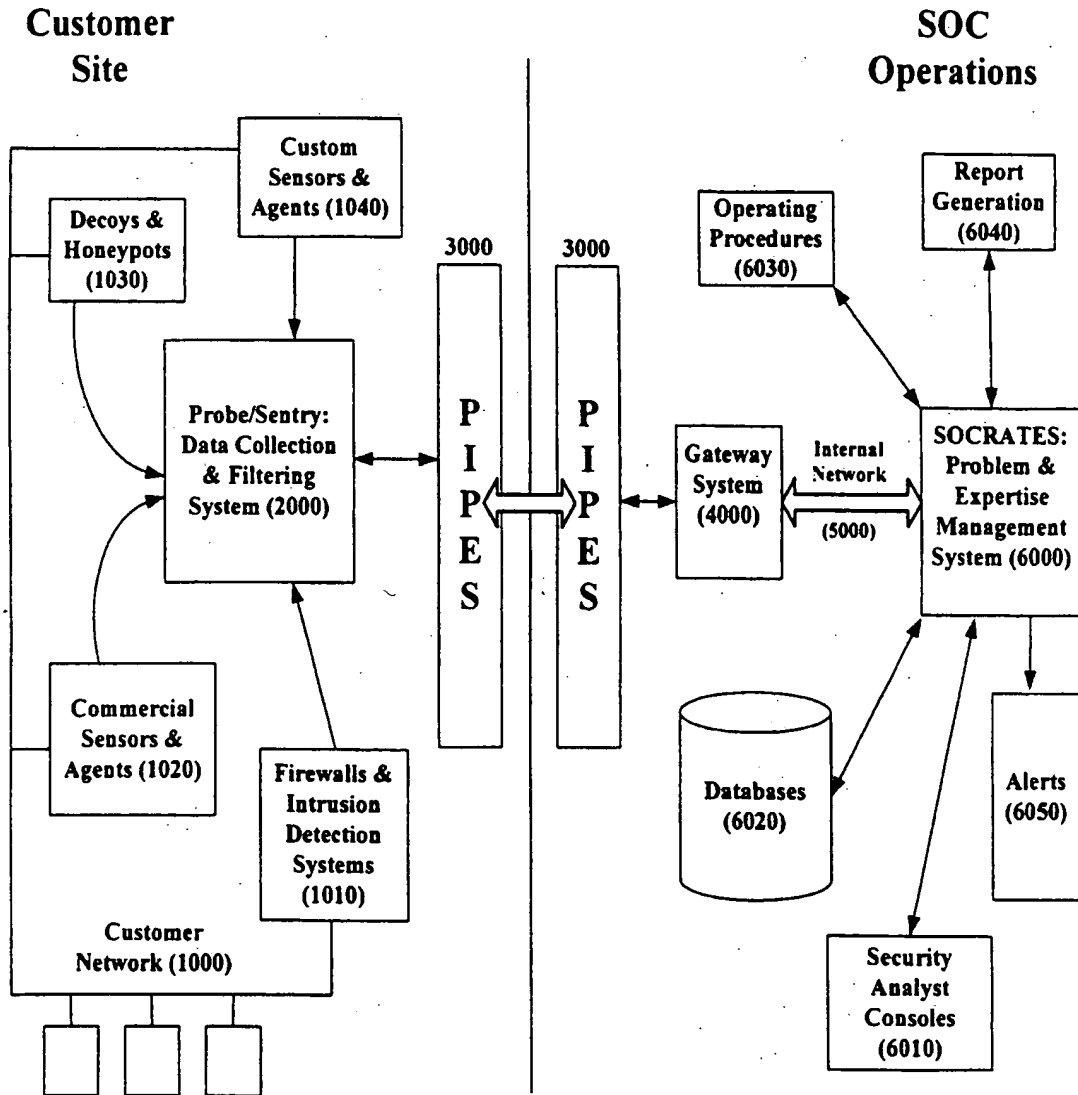 Customer
Site
SOC
Operations
Custom
Sensors &
Agents (1040)
Decoys &
Honeypots
(1030)
Probe/Sentry:
Data Collection
& Filtering
System (2000)
Commercial
Sensors &
Agents (1020)
Firewalls &
Intrusion
Detection
Systems
(1010)
Customer
Network (1000)
3000
P
I
P
E
S
3000
P
I
P
E
S
Gateway
System
(4000)
Internal
Network
(5000)
Operating
Procedures
(6030)
Report
Generation
(6040)
SOCRATES:
Problem &
Expertise
Management
System (6000)
Databases
(6020)
Alerts
(6050)
Security
Analyst
Consoles
(6010)